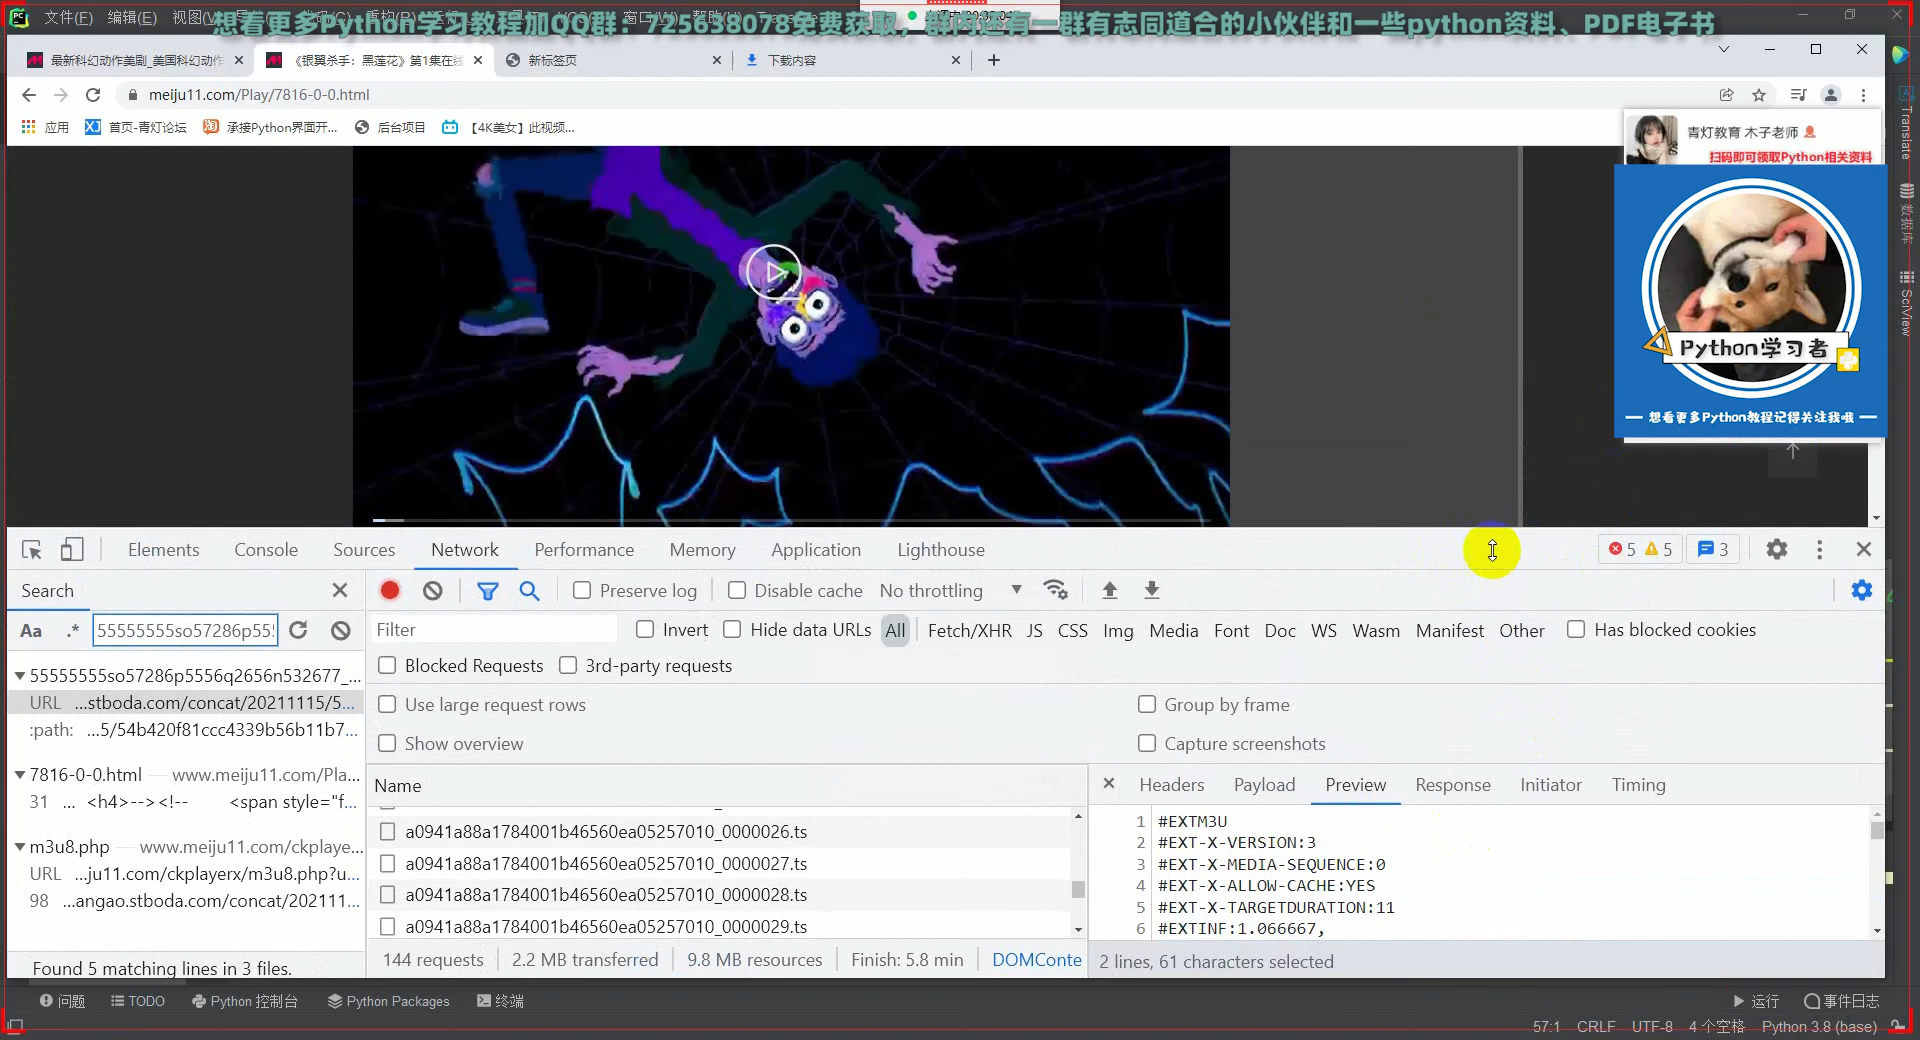 想看更多Python学习教程加QQ群：725638078免费获取，群内还有一群有志同道合的小伙伴和一些python资料、PDF电子书
文件(F) 编辑(E) 视图(V)
最新科幻动作美剧_美国科幻动作 《银翼杀手：黑莲花》第1集在线 新标签页 下载内容
meiju11.com/Play/7816-0-0.html
应用 首页-青灯论坛 承接Python界面开... 后台项目 【4K美女】此视频...
青灯教育 木子老师
扫码即可领取Python相关资料
Python学习者
想看更多Python教程记得关注我哦
Translate
数据库
SciView
Elements Console Sources Network Performance Memory Application Lighthouse 5 5 3
Search Preserve log Disable cache No throttling
Aa .* 55555555so57286p55 Filter Invert Hide data URLs All Fetch/XHR JS CSS Img Media Font Doc WS Wasm Manifest Other Has blocked cookies
Blocked Requests 3rd-party requests
55555555so57286p5556q2656n532677_...
URL ...stboda.com/concat/20211115/5...
:path: ...5/54b420f81ccc4339b56b11b7...
7816-0-0.html — www.meiju11.com/Pla...
31 ... <h4>--><!-- <span style="f...
m3u8.php — www.meiju11.com/ckplaye...
URL ...ju11.com/ckplayerx/m3u8.php?u...
98 ...angao.stboda.com/concat/202111...
Found 5 matching lines in 3 files.
Use large request rows Group by frame
Show overview Capture screenshots
Name
a0941a88a1784001b46560ea05257010_0000026.ts
a0941a88a1784001b46560ea05257010_0000027.ts
a0941a88a1784001b46560ea05257010_0000028.ts
a0941a88a1784001b46560ea05257010_0000029.ts
144 requests 2.2 MB transferred 9.8 MB resources Finish: 5.8 min DOMConte
Headers Payload Preview Response Initiator Timing
1 #EXTM3U
2 #EXT-X-VERSION:3
3 #EXT-X-MEDIA-SEQUENCE:0
4 #EXT-X-ALLOW-CACHE:YES
5 #EXT-X-TARGETDURATION:11
6 #EXTINF:1.066667,
2 lines, 61 characters selected
问题 TODO Python 控制台 Python Packages 终端 运行 事件日志
57:1 CRLF UTF-8 4 个空格 Python 3.8 (base)